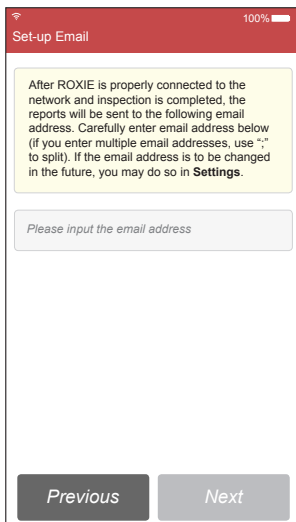 100%
Set-up Email
After ROXIE is properly connected to the
network and inspection is completed, the
reports will be sent to the following email
address. Carefully enter email address below
(if you enter multiple email addresses, use “;”
to split). If the email address is to be changed
in the future, you may do so in Settings.
Please input the email address
Previous
Next